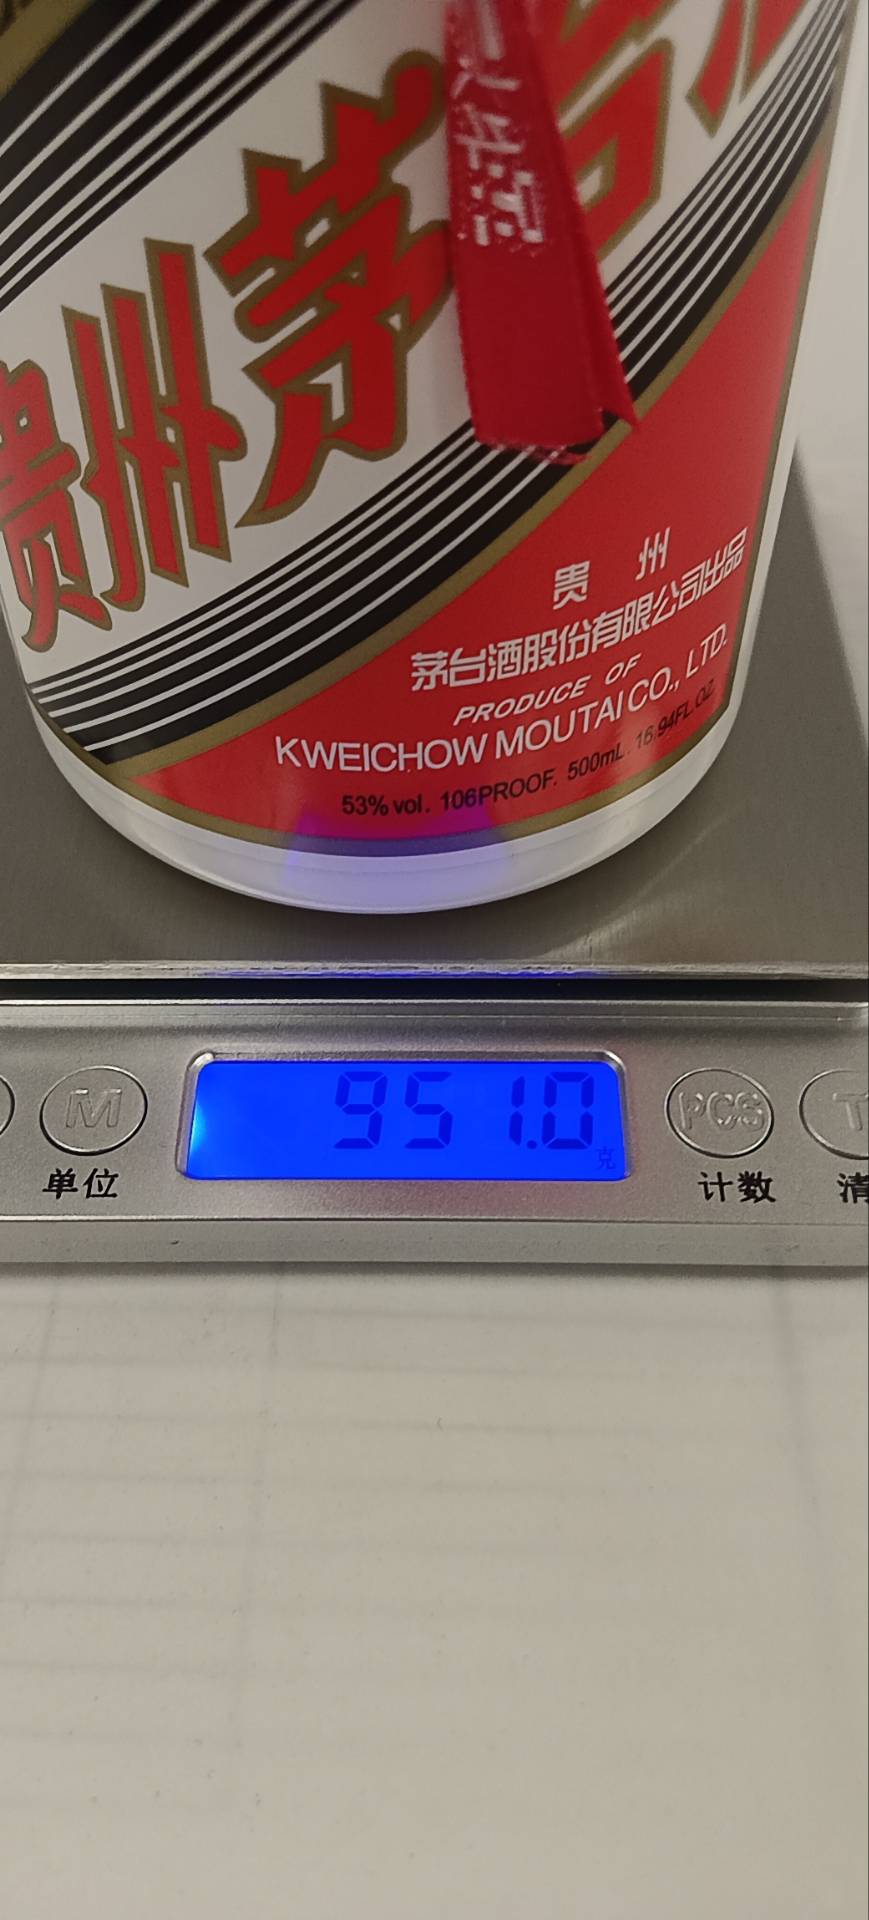 贵州茅台
贵 州
茅台酒股份有限公司出品
PRODUCE OF
KWEICHOW MOUTAI CO., LTD.
53% vol. 106PROOF. 500mL. 16.94FL.OZ.
951.0
克
M
PCS
T
单位
计数
清